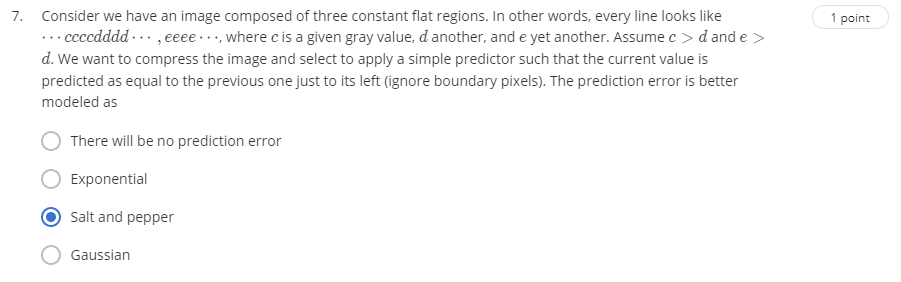 7. Consider we have an image composed of three constant flat regions. In other words, every line looks like
··· ccccdddd ··· , eeee ···, where c is a given gray value, d another, and e yet another. Assume c > d and e >
d. We want to compress the image and select to apply a simple predictor such that the current value is
predicted as equal to the previous one just to its left (ignore boundary pixels). The prediction error is better
modeled as
1 point
There will be no prediction error
Exponential
Salt and pepper
Gaussian